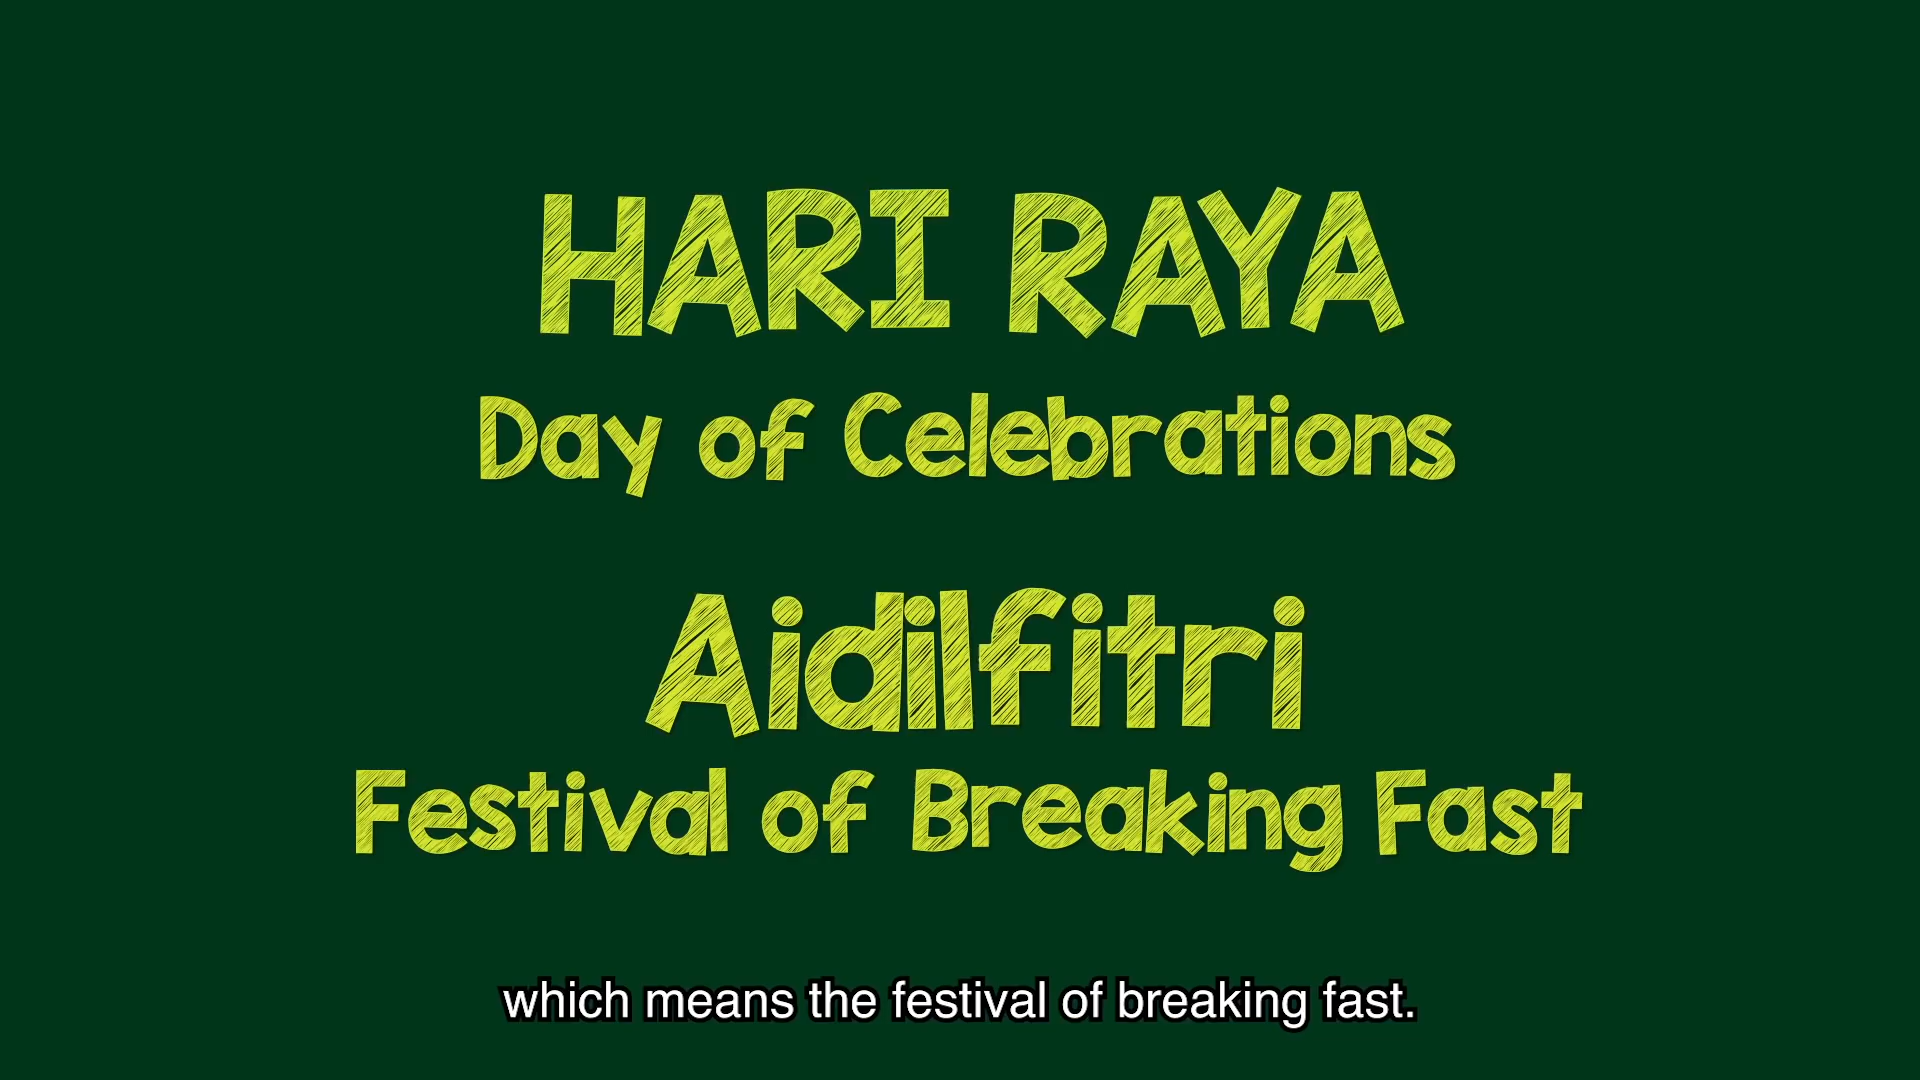 HARI RAYA
Day of Celebrations
Aidilfitri
Festival of Breaking Fast
which means the festival of breaking fast.